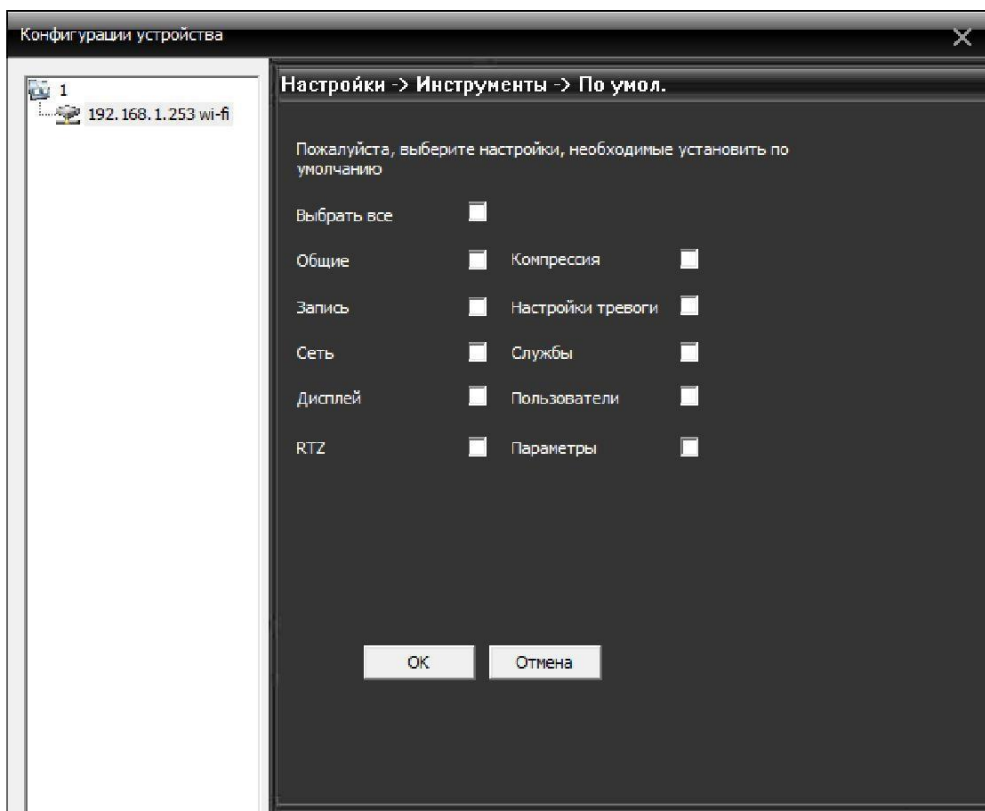 Конфигурации устройства
1
192.168.1.253 wi-fi
Настройки -> Инструменты -> По умол.
Пожалуйста, выберите настройки, необходимые установить по
умолчанию
Выбрать все
Общие Компрессия
Запись Настройки тревоги
Сеть Службы
Дисплей Пользователи
RTZ Параметры
OK Отмена